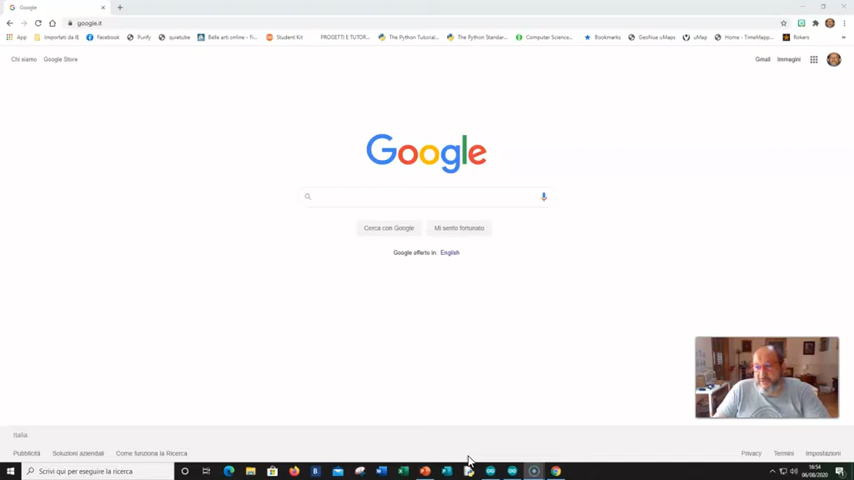 Google
google.it
App
Importati da IE
Facebook
Purify
quietube
Belle arti online - Fi...
Student Kit
PROGETTI E TUTOR...
The Python Tutorial...
The Python Standar...
Computer Science...
Bookmarks
GeoNue uMaps
uMap
Home - TimeMapp...
Rokers
Chi siamo
Google Store
Gmail
Immagini
Google
Cerca con Google
Mi sento fortunato
Google offerto in: English
Italia
Pubblicità
Soluzioni aziendali
Come funziona la Ricerca
Privacy
Termini
Impostazioni
Scrivi qui per eseguire la ricerca
16:54
06/08/2020